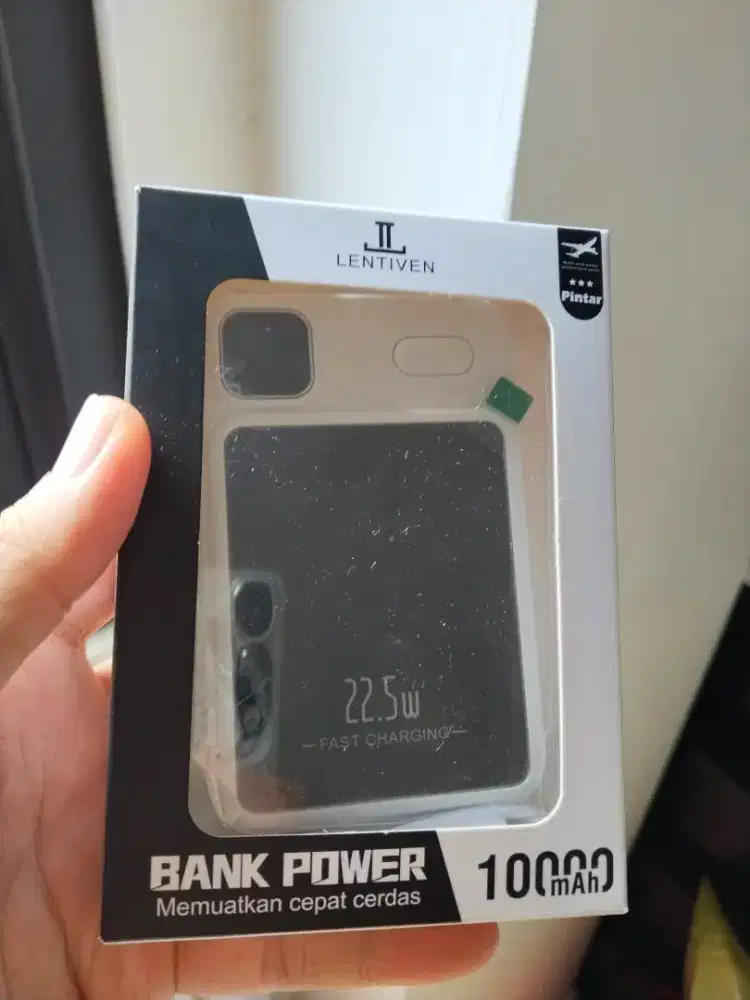 LENTIVEN
Pintar
22.5w
FAST CHARGING
BANK POWER
Memuatkan cepat cerdas
10000
mAh